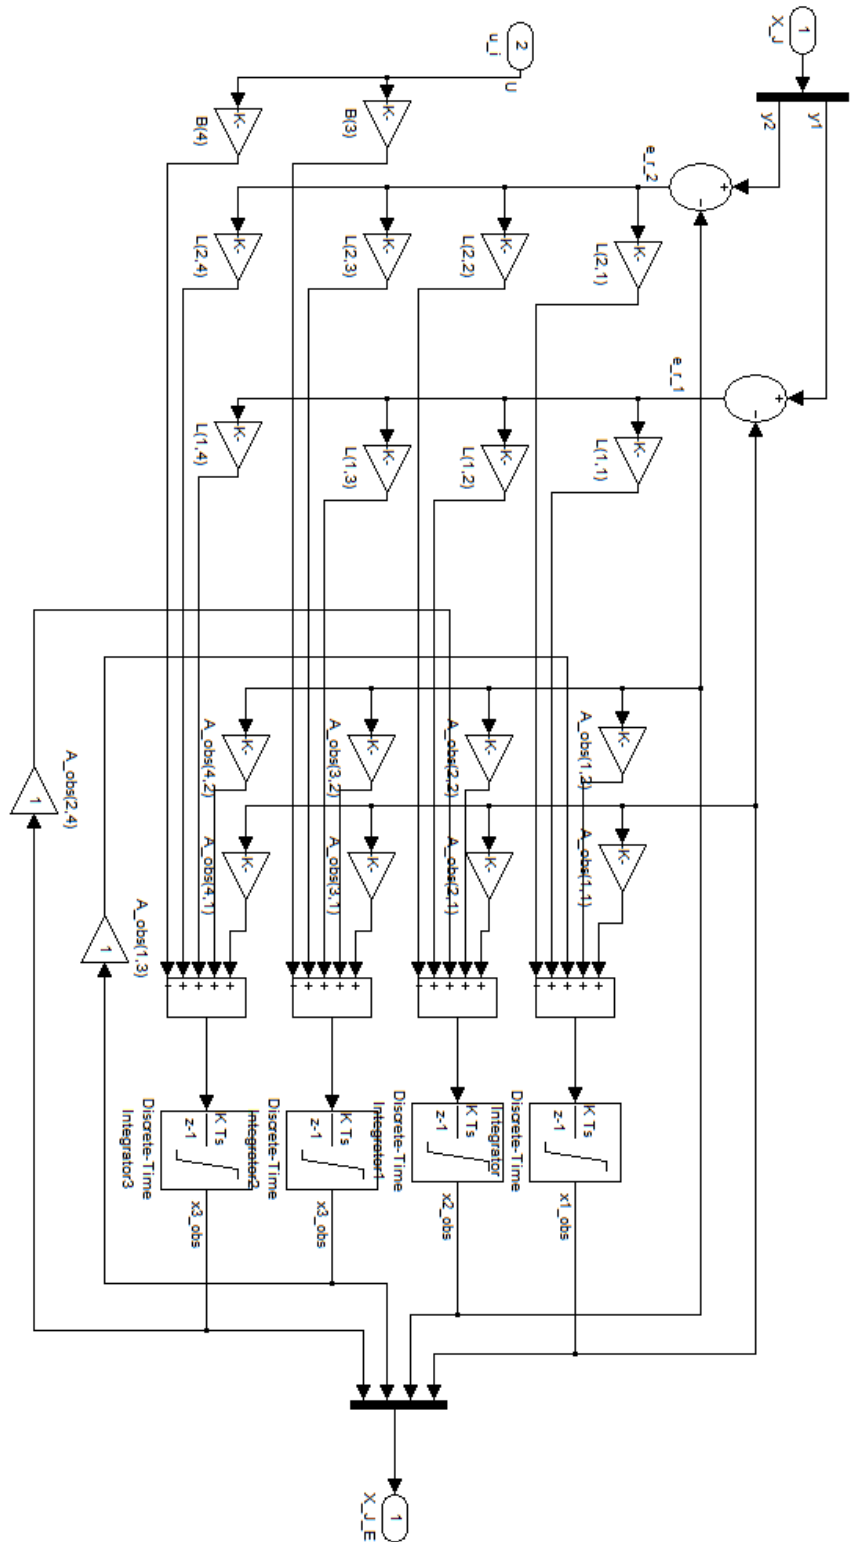 1
X_J
y1
y2
2
u_i
U
K-
B(3)
K-
B(4)
+
-
e_r_2
K-
L(2,1)
K-
L(2,2)
K-
L(2,3)
K-
L(2,4)
+
-
e_r_1
K-
L(1,1)
K-
L(1,2)
K-
L(1,3)
K-
L(1,4)
K-
A_obs(1,2)
K-
A_obs(2,2)
K-
A_obs(3,2)
K-
A_obs(4,2)
K-
A_obs(1,1)
K-
A_obs(2,1)
K-
A_obs(3,1)
K-
A_obs(4,1)
1
A_obs(2,4)
1
A_obs(1,3)
K Ts
z-1
Discrete-Time
Integrator
x1_obs
K Ts
z-1
Discrete-Time
Integrator1
x2_obs
K Ts
z-1
Discrete-Time
Integrator2
x3_obs
K Ts
z-1
Discrete-Time
Integrator3
x3_obs
1
X_J_E